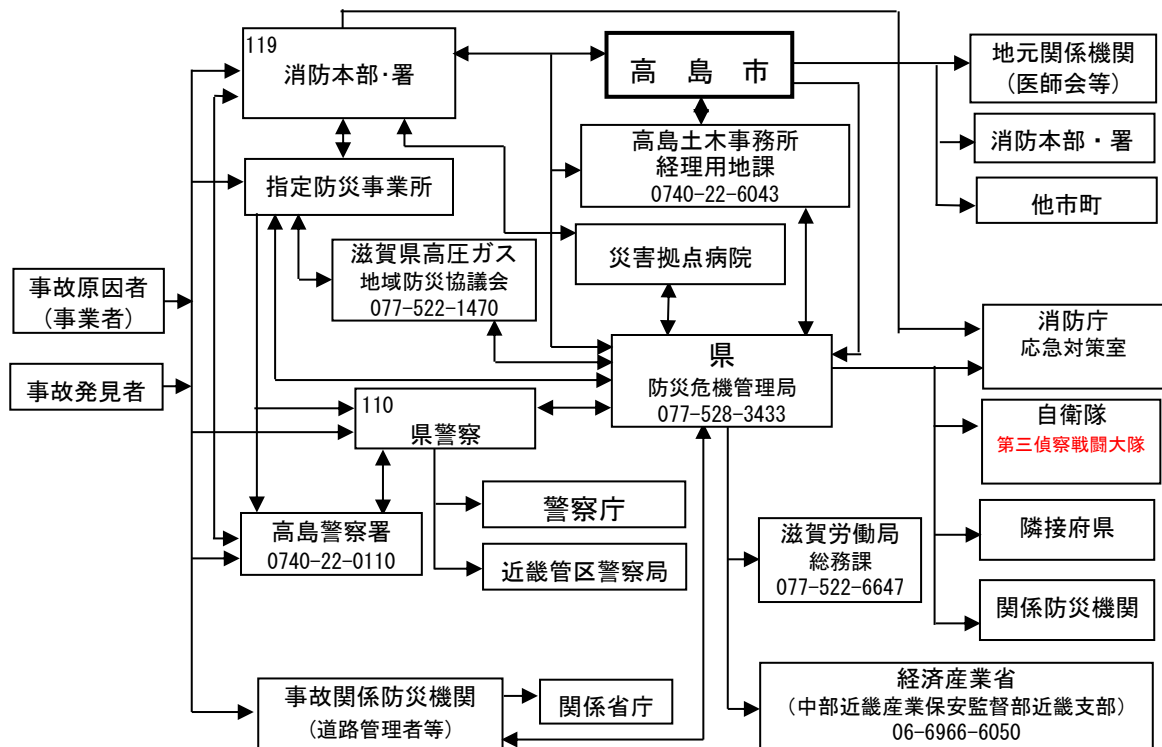 119
消防本部・署
高 島 市
地元関係機関
(医師会等)
消防本部・署
他市町
高島土木事務所
経理用地課
0740-22-6043
指定防災事業所
滋賀県高圧ガス
地域防災協議会
077-522-1470
災害拠点病院
事故原因者
(事業者)
事故発見者
県
防災危機管理局
077-528-3433
消防庁
応急対策室
自衛隊
第三偵察戦闘大隊
110
県警察
高島警察署
0740-22-0110
警察庁
近畿管区警察局
滋賀労働局
総務課
077-522-6647
隣接府県
関係防災機関
事故関係防災機関
(道路管理者等)
関係省庁
経済産業省
(中部近畿産業保安監督部近畿支部)
06-6966-6050